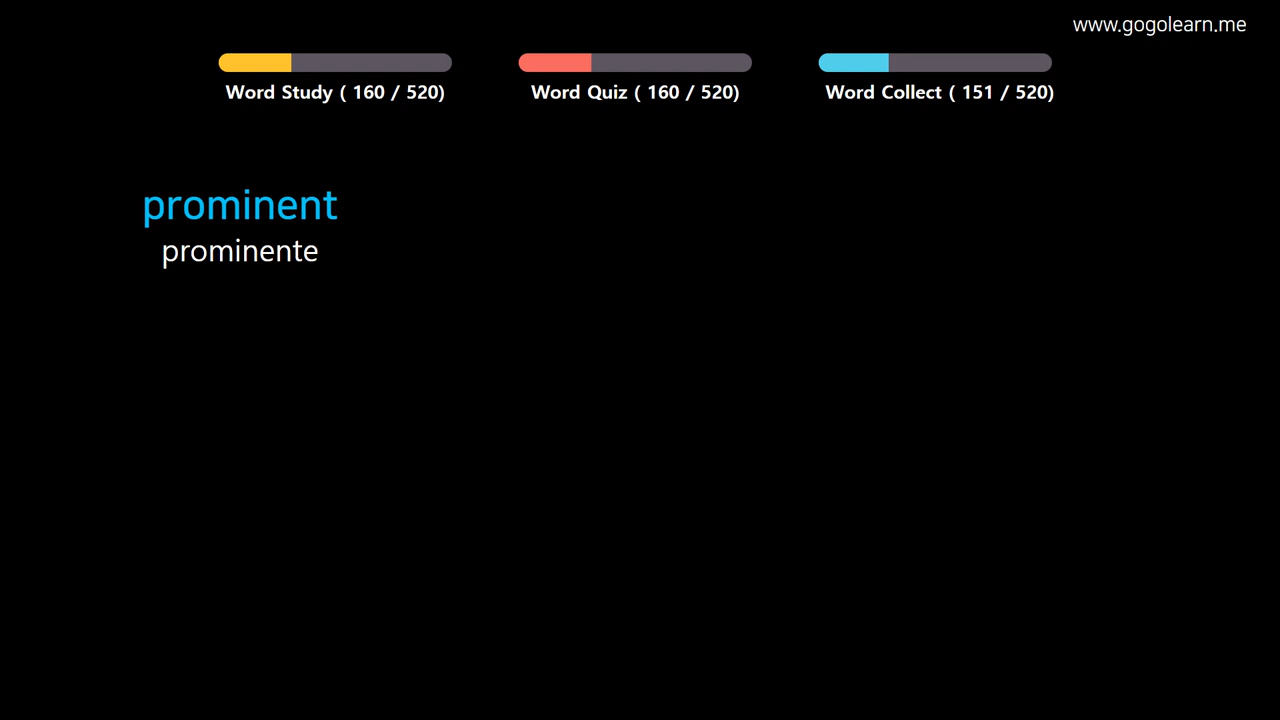 www.gogolearn.me
Word Study ( 160 / 520)
Word Quiz ( 160 / 520)
Word Collect ( 151 / 520)
prominent
prominente